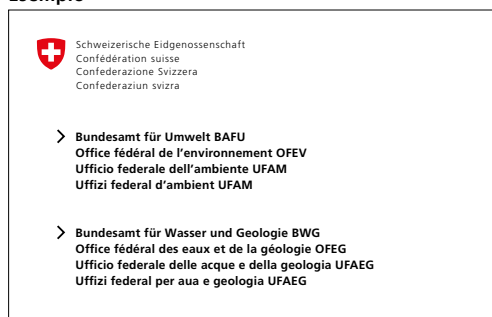 Schweizerische Eidgenossenschaft
Confédération suisse
Confederazione Svizzera
Confederaziun svizra
Bundesamt für Umwelt BAFU
Office fédéral de l'environnement OFEV
Ufficio federale dell'ambiente UFAM
Uffizi federal d'ambient UFAM
Bundesamt für Wasser und Geologie BWG
Office fédéral des eaux et de la géologie OFEG
Ufficio federale delle acque e della geologia UFAEG
Uffizi federal per aua e geologia UFAEG